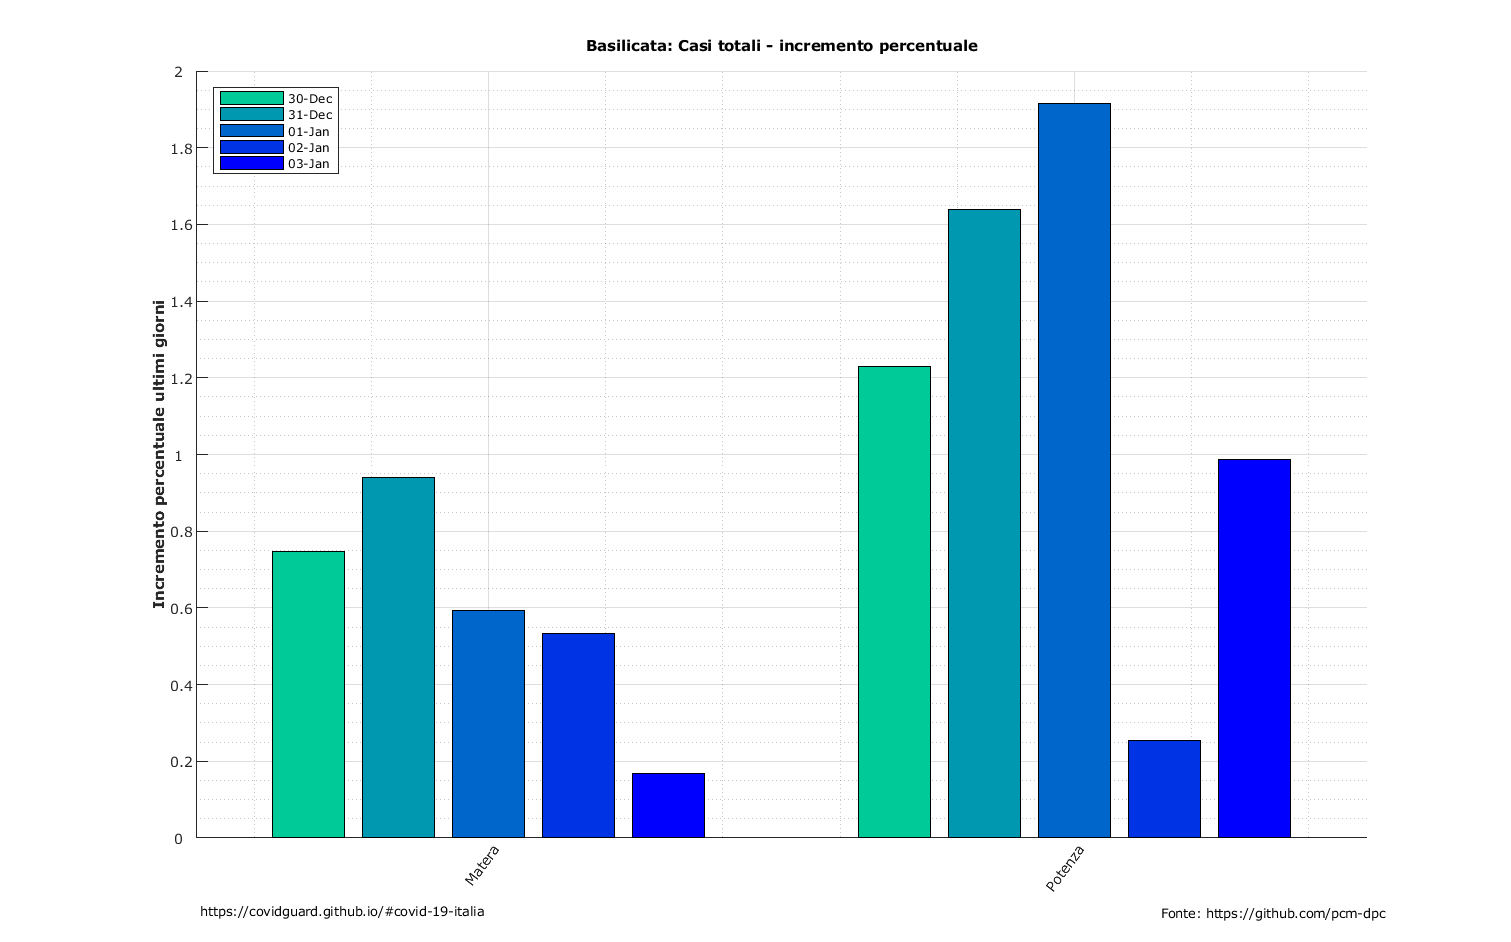 Basilicata: Casi totali - incremento percentuale
30-Dec
31-Dec
01-Jan
02-Jan
03-Jan
Incremento percentuale ultimi giorni
2
1.8
1.6
1.4
1.2
1
0.8
0.6
0.4
0.2
0
Matera
Potenza
https://covidguard.github.io/#covid-19-italia
Fonte: https://github.com/pcm-dpc